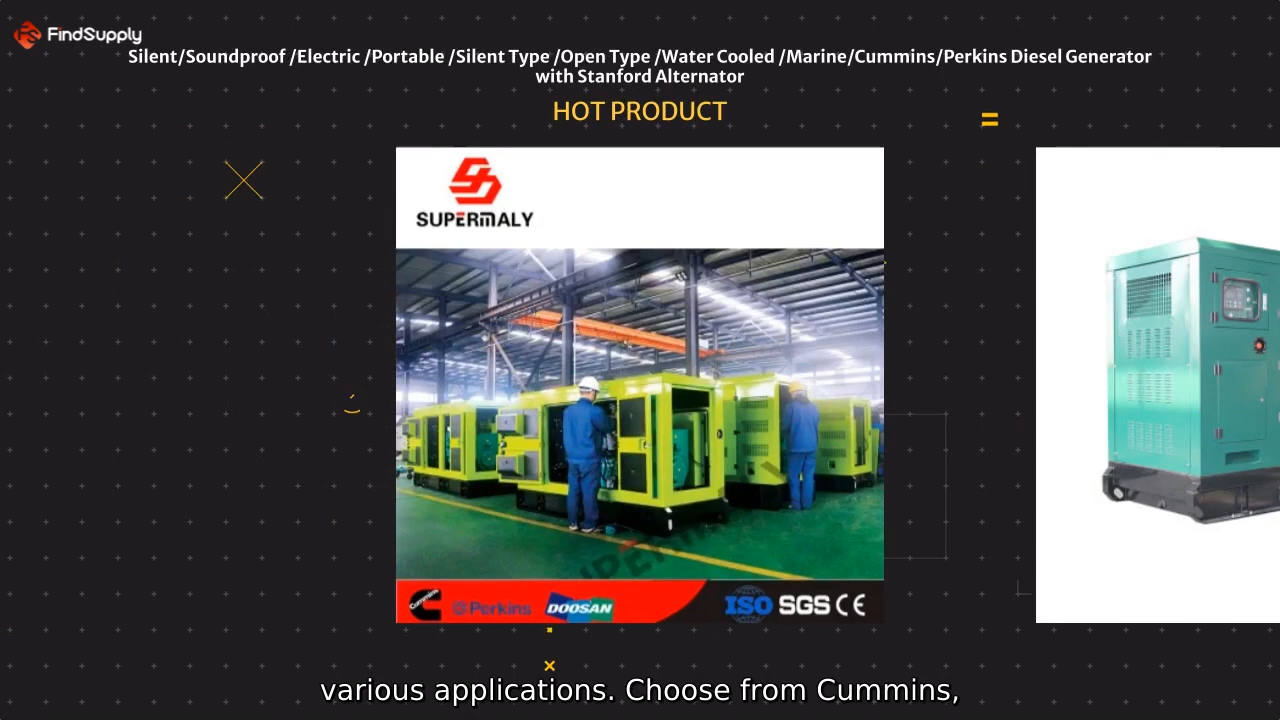 FindSupply
Silent/Soundproof /Electric /Portable /Silent Type /Open Type /Water Cooled /Marine/Cummins/Perkins Diesel Generator
with Stanford Alternator
HOT PRODUCT
SUPERMALY
Cummins Perkins DOOSAN ISO SGS CE
various applications. Choose from Cummins,